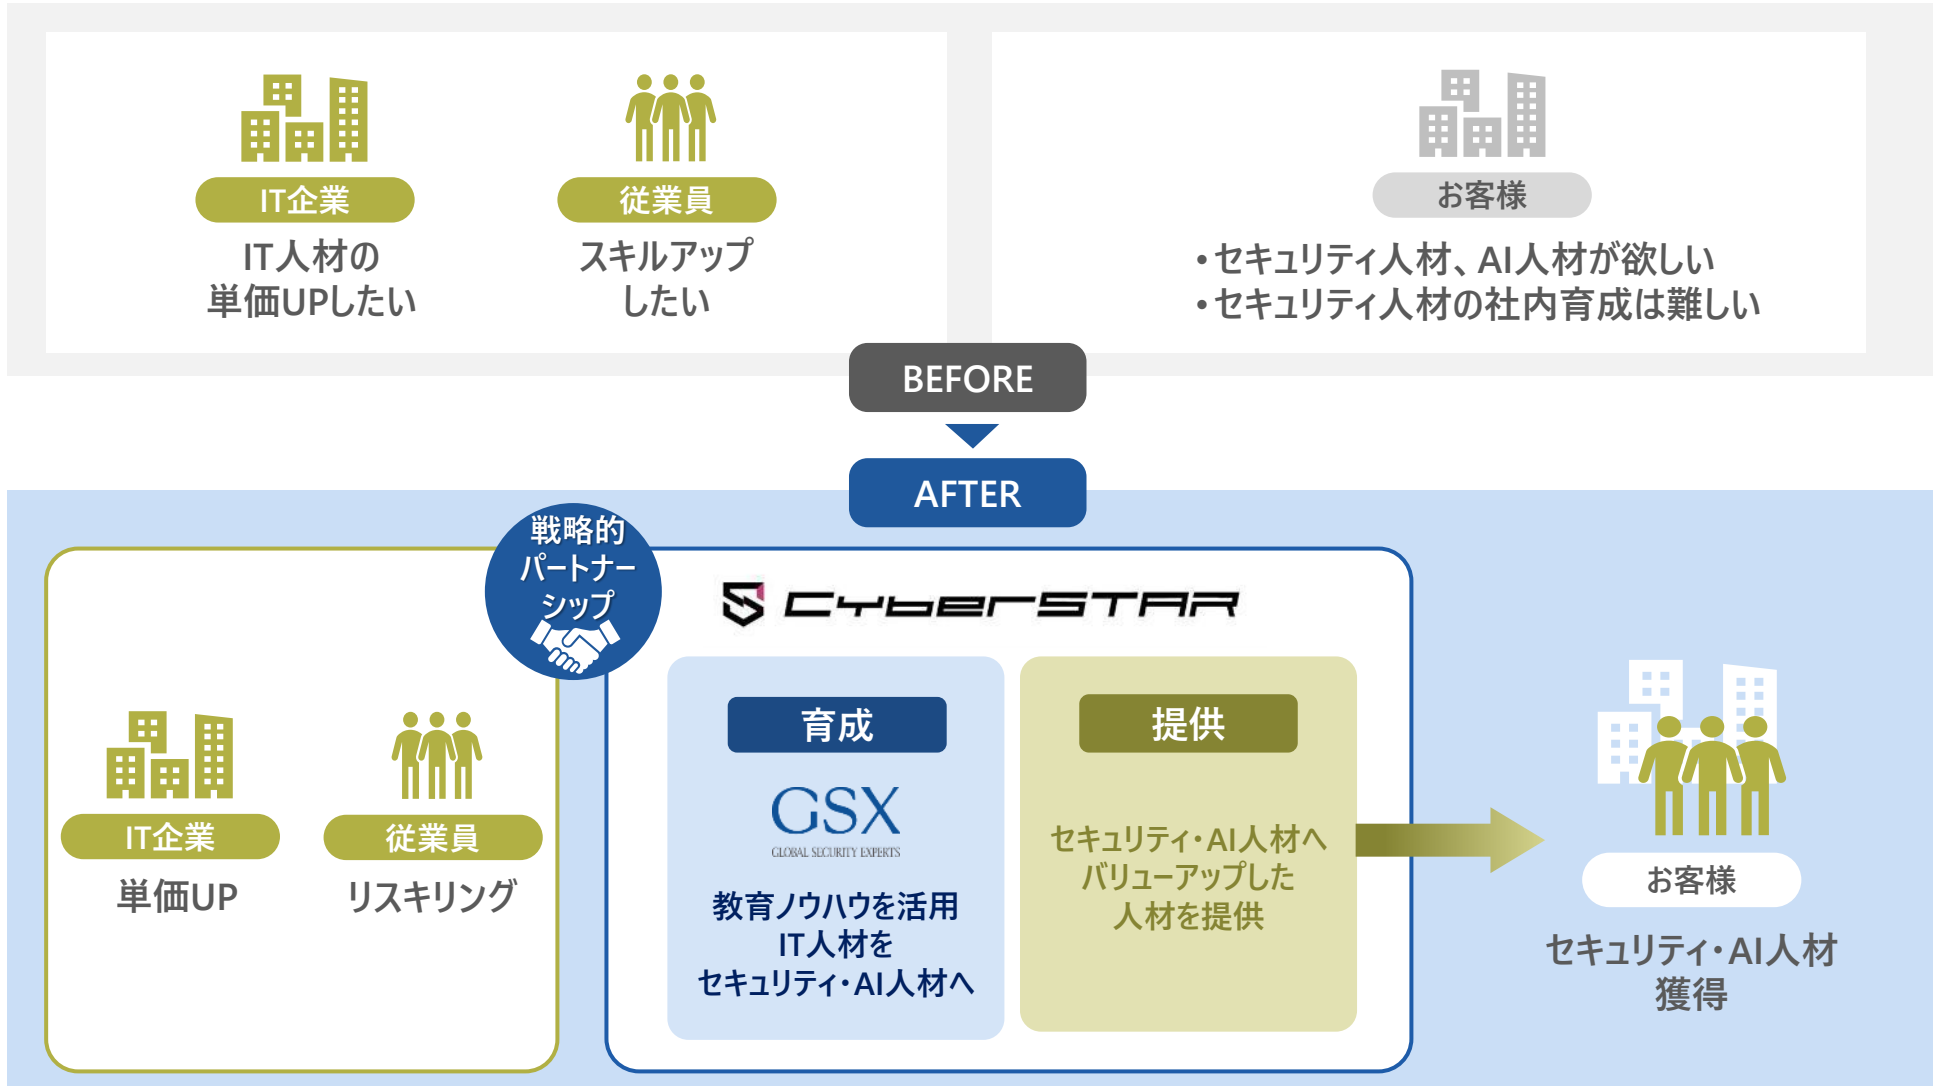 IT企業
IT人材の
単価UPしたい
従業員
スキルアップ
したい
お客様
・セキュリティ人材、AI人材が欲しい
・セキュリティ人材の社内育成は難しい
BEFORE
AFTER
戦略的
パートナー
シップ
IT企業
単価UP
従業員
リスキリング
CYBERSTAR
育成
GSX
GLOBAL SECURITY EXPERTS
教育ノウハウを活用
IT人材を
セキュリティ・AI人材へ
提供
セキュリティ・AI人材へ
バリューアップした
人材を提供
お客様
セキュリティ・AI人材
獲得